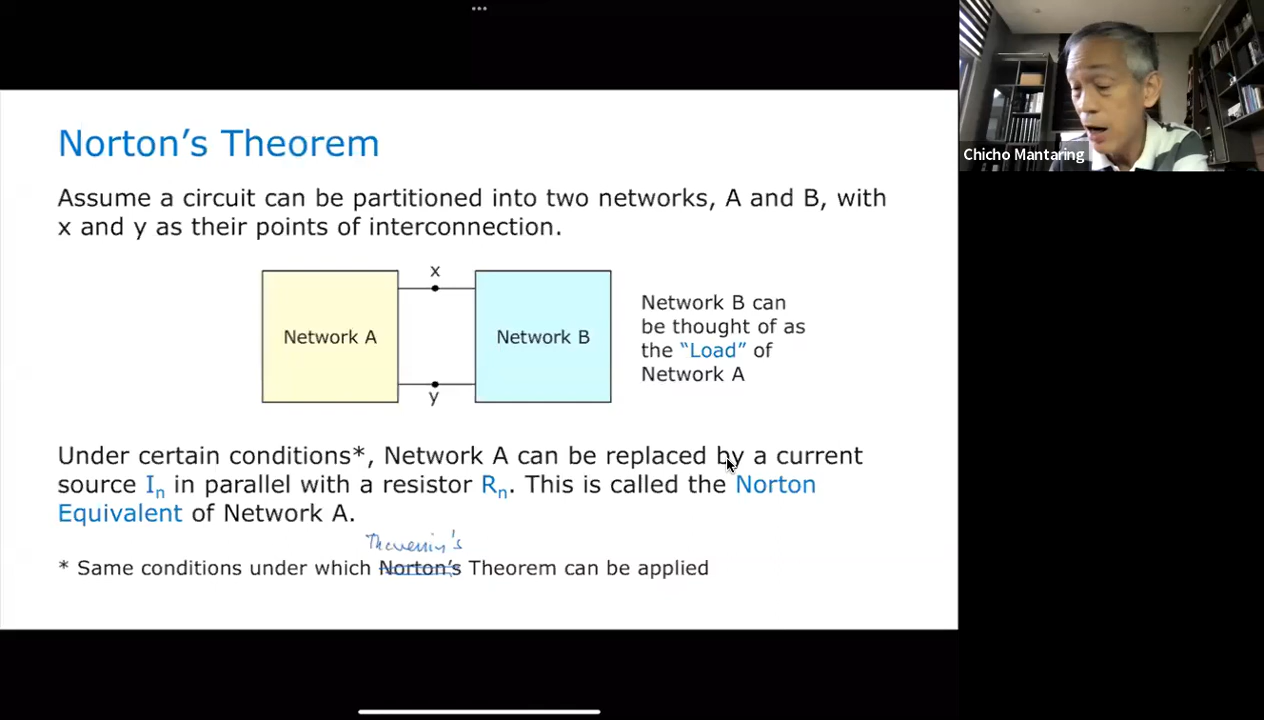 Norton's Theorem
Assume a circuit can be partitioned into two networks, A and B, with
x and y as their points of interconnection.
x
Network A
Network B
y
Network B can
be thought of as
the “Load” of
Network A
Under certain conditions*, Network A can be replaced by a current
source In in parallel with a resistor Rn. This is called the Norton
Equivalent of Network A.
Thevenin's
* Same conditions under which Norton's Theorem can be applied
Chicho Mantaring